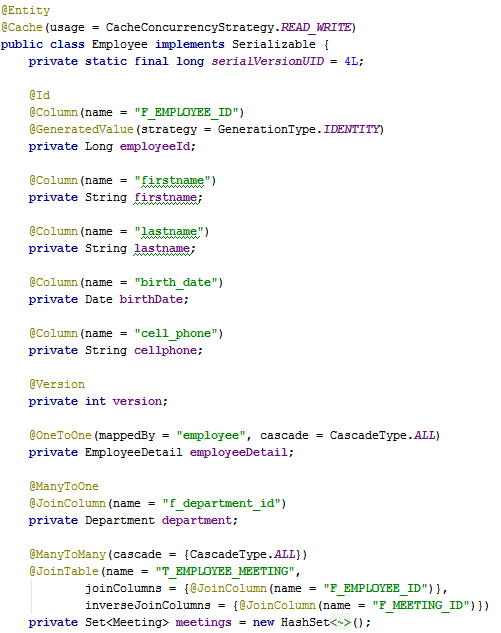 @Entity
@Cache(usage = CacheConcurrencyStrategy.READ_WRITE)
public class Employee implements Serializable {
    private static final long serialVersionUID = 4L;

    @Id
    @Column(name = "F_EMPLOYEE_ID")
    @GeneratedValue(strategy = GenerationType.IDENTITY)
    private Long employeeId;

    @Column(name = "firstname")
    private String firstname;

    @Column(name = "lastname")
    private String lastname;

    @Column(name = "birth_date")
    private Date birthDate;

    @Column(name = "cell_phone")
    private String cellphone;

    @Version
    private int version;

    @OneToOne(mappedBy = "employee", cascade = CascadeType.ALL)
    private EmployeeDetail employeeDetail;

    @ManyToOne
    @JoinColumn(name = "f_department_id")
    private Department department;

    @ManyToMany(cascade = {CascadeType.ALL})
    @JoinTable(name = "T_EMPLOYEE_MEETING",
            joinColumns = {@JoinColumn(name = "F_EMPLOYEE_ID")},
            inverseJoinColumns = {@JoinColumn(name = "F_MEETING_ID")})
    private Set<Meeting> meetings = new HashSet<~>();